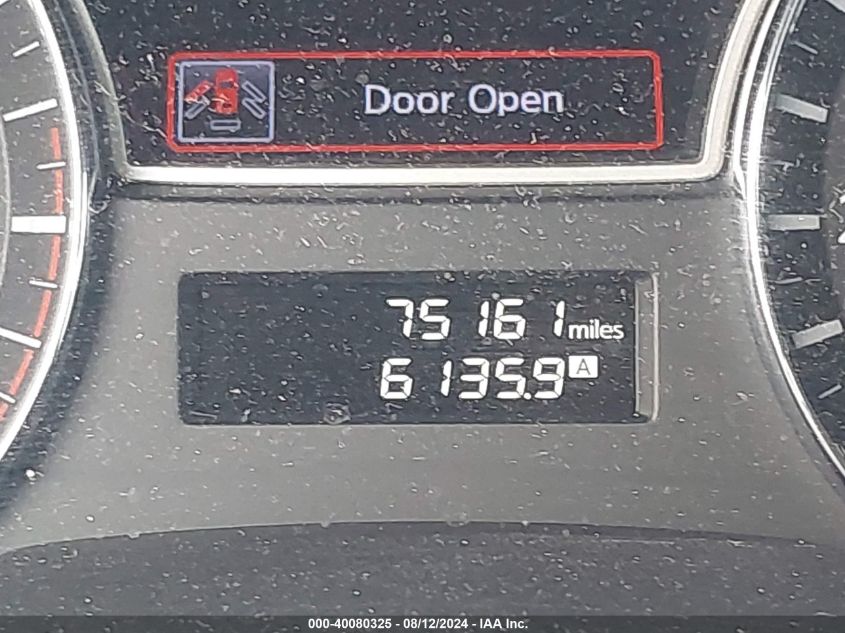 Door Open
75161 miles
6135.9 A
000-40080325 - 08/12/2024 - IAA Inc.